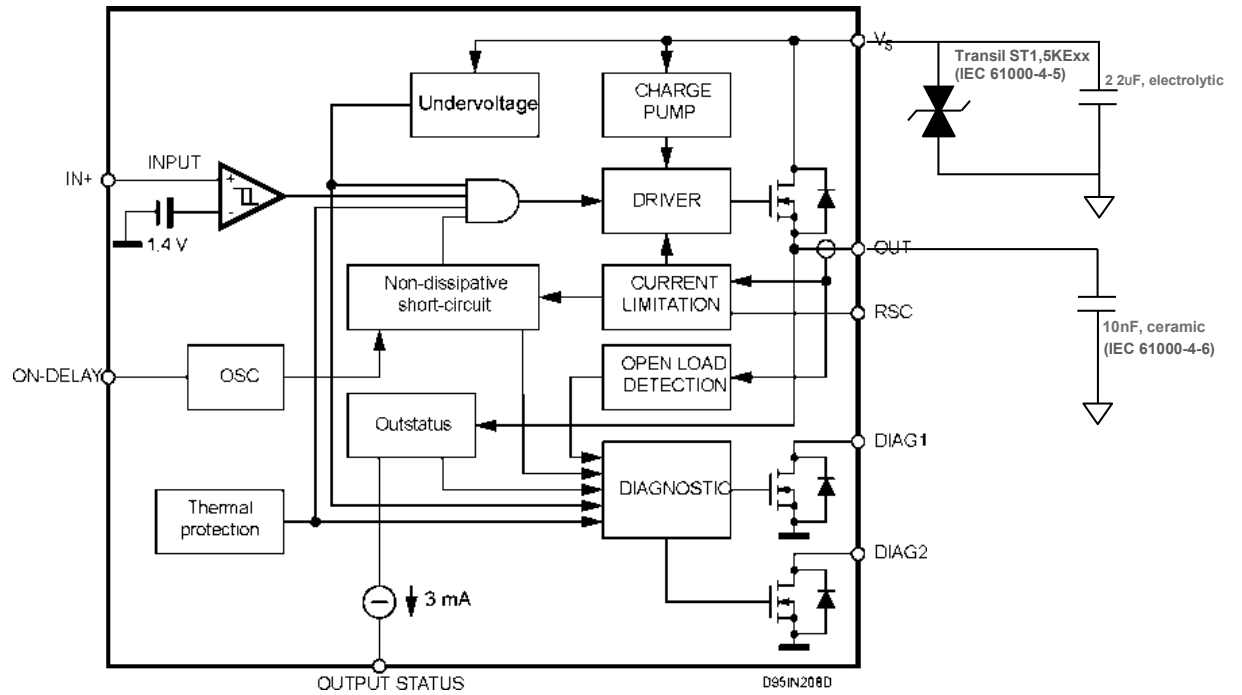 VS
Transil ST1,5KExx
(IEC 61000-4-5)
2 2uF, electrolytic
Undervoltage
CHARGE
PUMP
INPUT
IN+
+
-
1.4 V
DRIVER
OUT
Non-dissipative
short-circuit
CURRENT
LIMITATION
RSC
10nF, ceramic
(IEC 61000-4-6)
ON-DELAY
OSC
OPEN LOAD
DETECTION
Outstatus
DIAG1
DIAGNOSTIC
Thermal
protection
DIAG2
3 mA
OUTPUT STATUS
D95IN208D